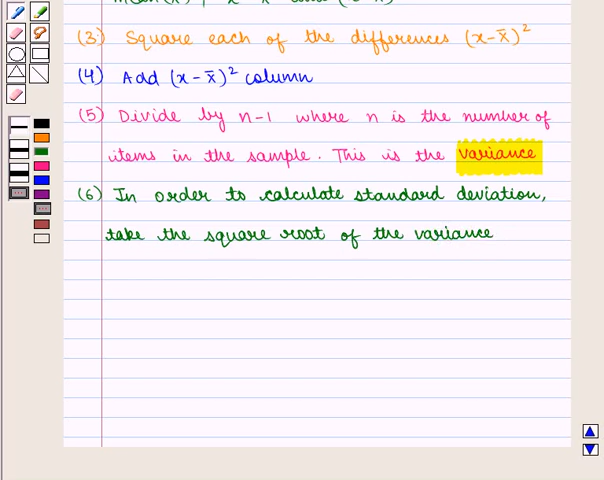 (3) Square each of the differences (x-x̄)²
(4) Add (x-x̄)² column
(5) Divide by n-1 where n is the number of
items in the sample. This is the variance
(6) In order to calculate standard deviation,
take the square root of the variance